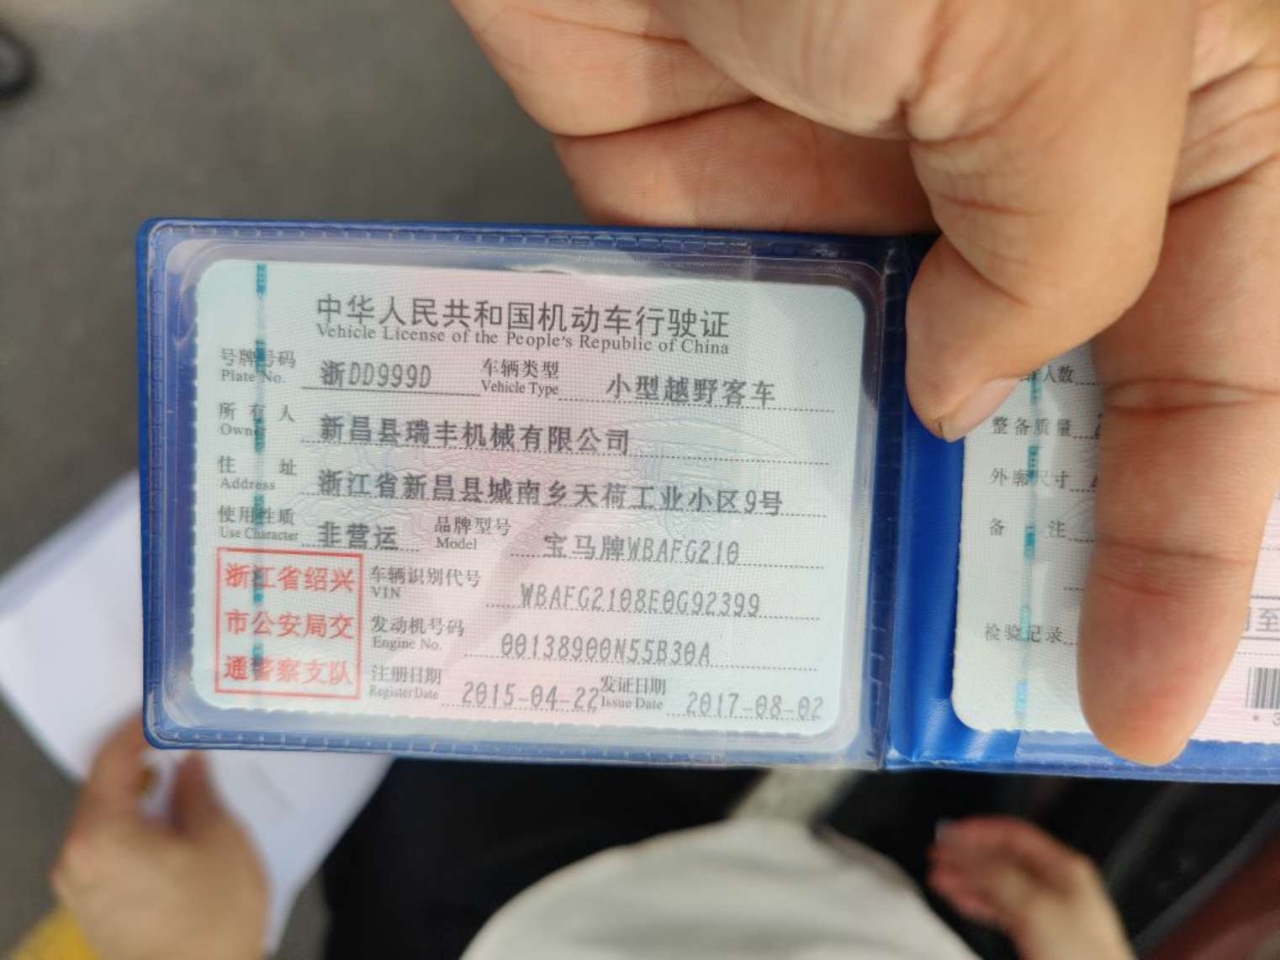 中华人民共和国机动车行驶证
Vehicle License of the People's Republic of China
号牌号码 浙DD999D 车辆类型 小型越野客车
Plate No. Vehicle Type
所有人 新昌县瑞丰机械有限公司
Owner
住址 浙江省新昌县城南乡天荷工业小区9号
Address
使用性质 非营运 品牌型号 宝马牌WBAFG210
Use Character Model
浙江省绍兴
市公安局交
通警察支队
车辆识别代号 WBAFG2108E0G92399
VIN
发动机号码 00138900N55B30A
Engine No.
注册日期 2015-04-22 发证日期 2017-08-02
Register Date Issue Date
人数
整备质量
外廓尺寸
备注
检验记录